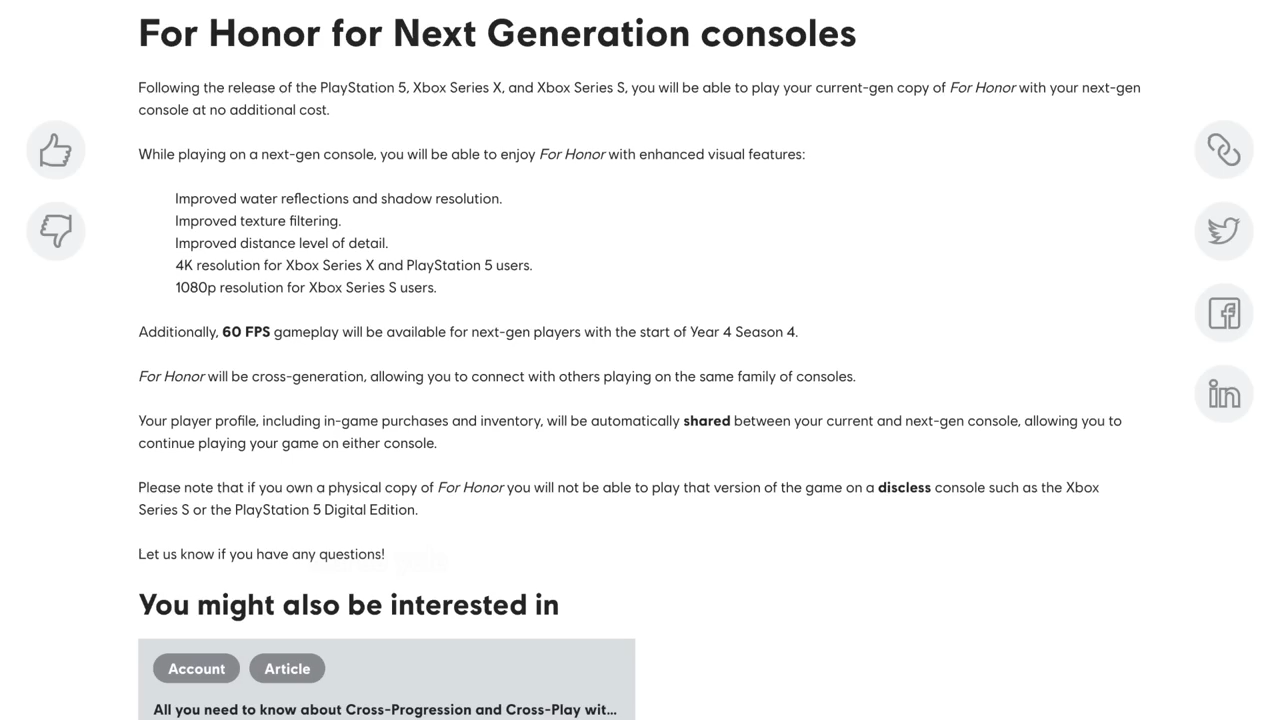 For Honor for Next Generation consoles
Following the release of the PlayStation 5, Xbox Series X, and Xbox Series S, you will be able to play your current-gen copy of For Honor with your next-gen
console at no additional cost.
While playing on a next-gen console, you will be able to enjoy For Honor with enhanced visual features:
Improved water reflections and shadow resolution.
Improved texture filtering.
Improved distance level of detail.
4K resolution for Xbox Series X and PlayStation 5 users.
1080p resolution for Xbox Series S users.
Additionally, 60 FPS gameplay will be available for next-gen players with the start of Year 4 Season 4.
For Honor will be cross-generation, allowing you to connect with others playing on the same family of consoles.
Your player profile, including in-game purchases and inventory, will be automatically shared between your current and next-gen console, allowing you to
continue playing your game on either console.
Please note that if you own a physical copy of For Honor you will not be able to play that version of the game on a discless console such as the Xbox
Series S or the PlayStation 5 Digital Edition.
Let us know if you have any questions!
You might also be interested in
Account Article
All you need to know about Cross-Progression and Cross-Play wit...